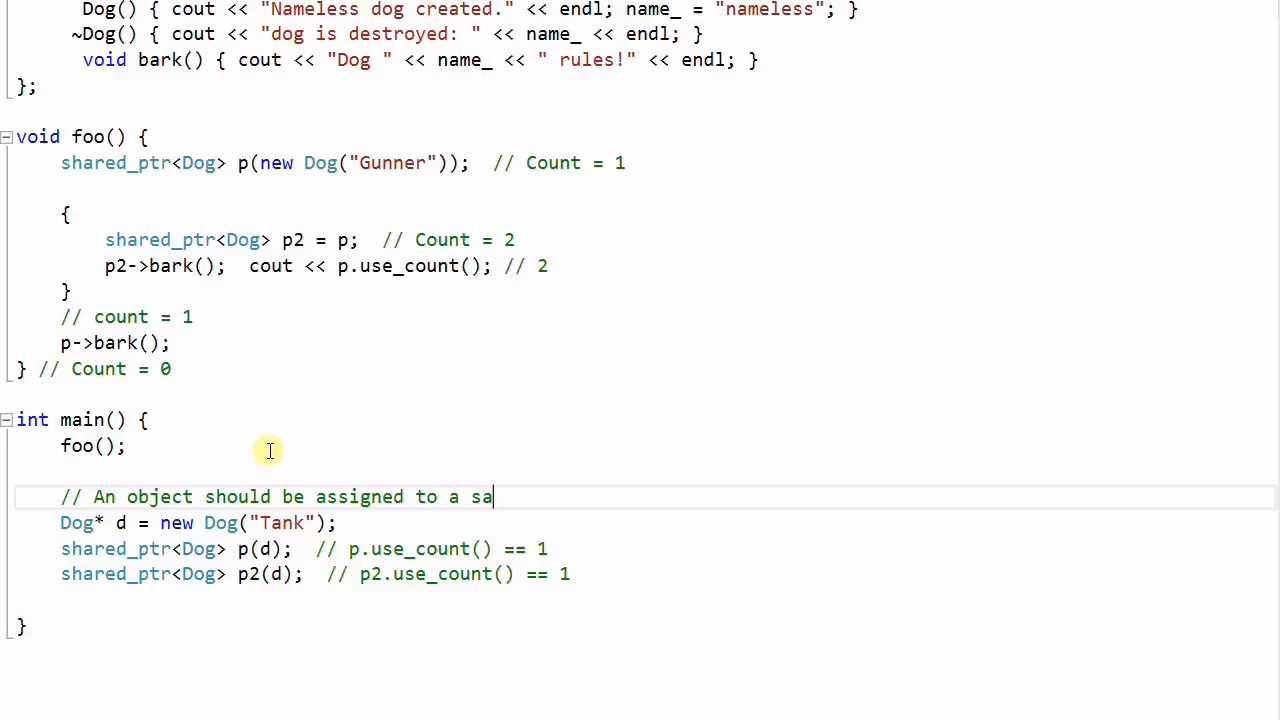 Dog() { cout << "Nameless dog created." << endl; name_ = "nameless"; }
~Dog() { cout << "dog is destroyed: " << name_ << endl; }
void bark() { cout << "Dog " << name_ << " rules!" << endl; }
};
void foo() {
shared_ptr<Dog> p(new Dog("Gunner")); // Count = 1
{
shared_ptr<Dog> p2 = p; // Count = 2
p2->bark(); cout << p.use_count(); // 2
}
// count = 1
p->bark();
} // Count = 0
int main() {
foo();
// An object should be assigned to a sa
Dog* d = new Dog("Tank");
shared_ptr<Dog> p(d); // p.use_count() == 1
shared_ptr<Dog> p2(d); // p2.use_count() == 1
}